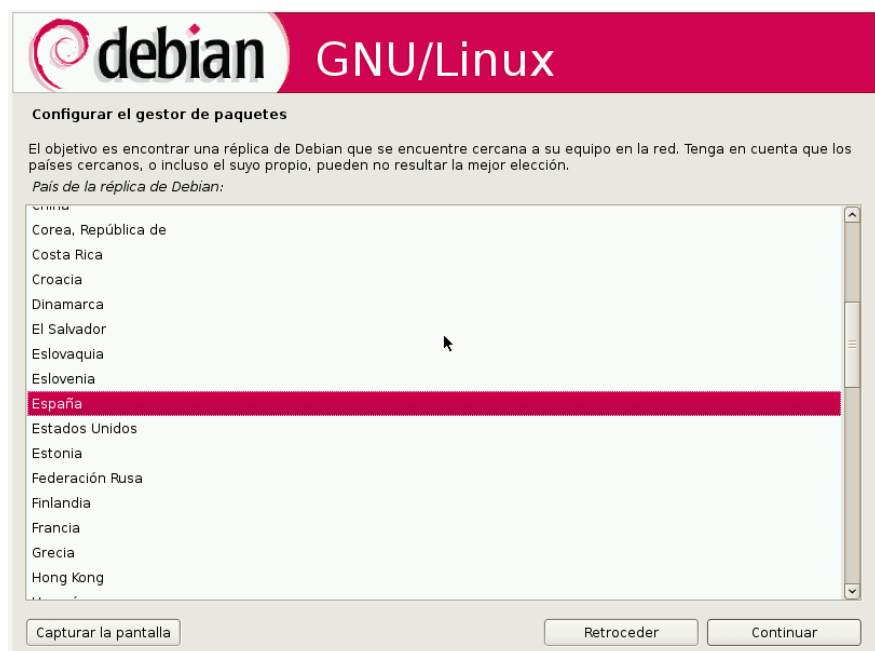 debian GNU/Linux
Configurar el gestor de paquetes
El objetivo es encontrar una réplica de Debian que se encuentre cercana a su equipo en la red. Tenga en cuenta que los
países cercanos, o incluso el suyo propio, pueden no resultar la mejor elección.
País de la réplica de Debian:
China
Corea, República de
Costa Rica
Croacia
Dinamarca
El Salvador
Eslovaquia
Eslovenia
España
Estados Unidos
Estonia
Federación Rusa
Finlandia
Francia
Grecia
Hong Kong
Capturar la pantalla
Retroceder
Continuar